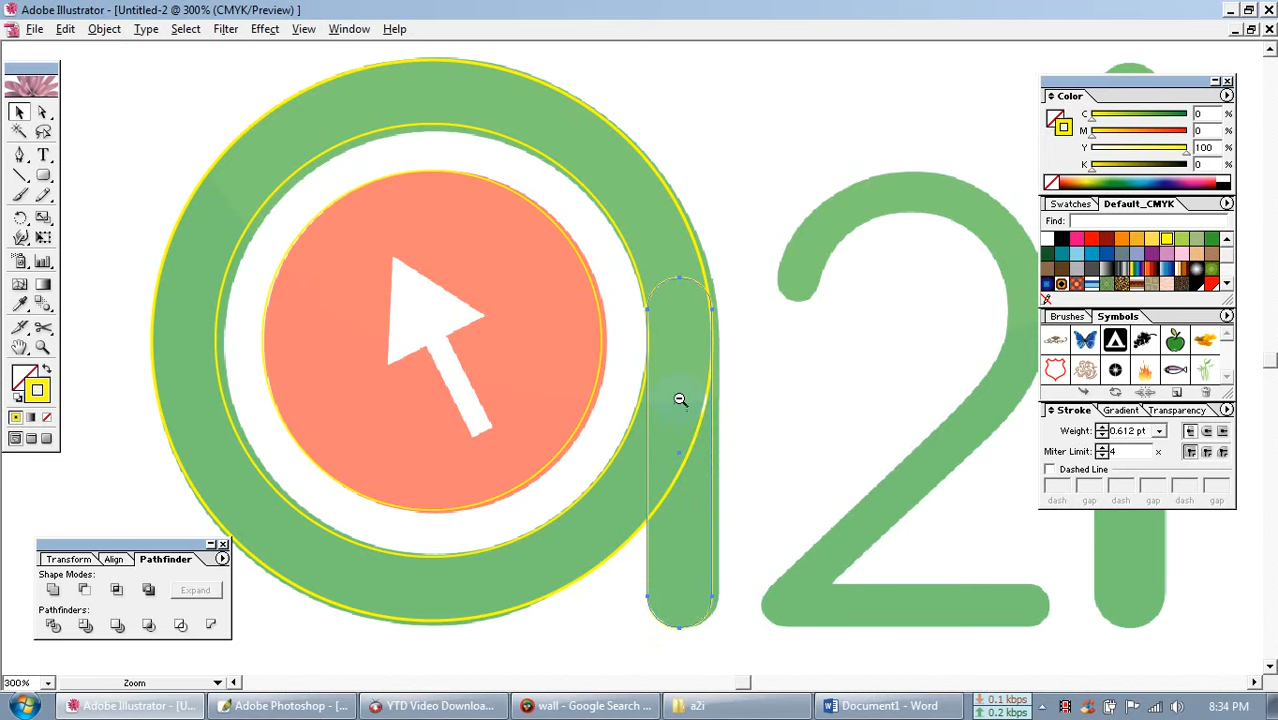 Adobe Illustrator - [Untitled-2 @ 300% (CMYK/Preview) ]
File Edit Object Type Select Filter Effect View Window Help
a2i
Color
C 0 %
M 0 %
Y 100 %
K 0 %
Swatches Default_CMYK
Find:
Brushes Symbols
Stroke Gradient Transparency
Weight: 0.612 pt
Miter Limit: 4 x
Dashed Line
dash gap dash gap dash gap
Transform Align Pathfinder
Shape Modes:
Expand
Pathfinders:
300% Zoom
Adobe Illustrator - [U... Adobe Photoshop - [... YTD Video Downloa... wall - Google Search ... a2i Document1 - Word 0.1 kbps 0.2 kbps 8:34 PM